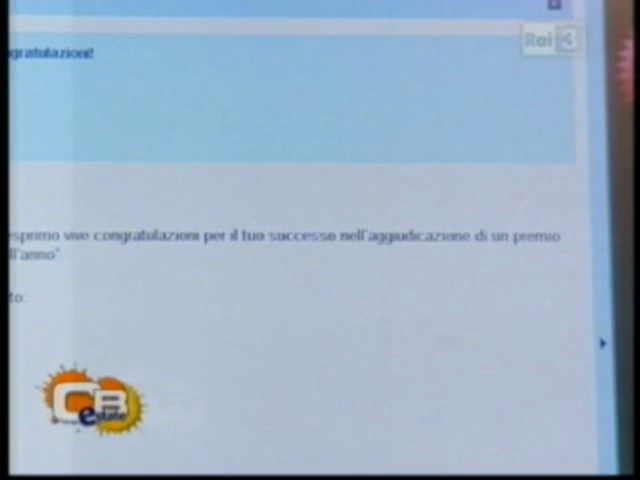 Rai 3
ngratulazioni!
esprimo vive congratulazioni per il tuo successo nell'aggiudicazione di un premio
ll'anno".
to:
CB
estate